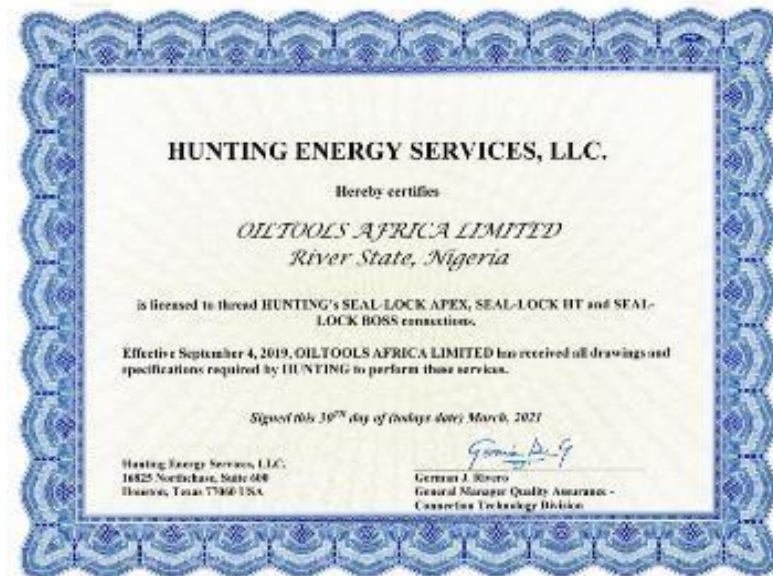 HUNTING ENERGY SERVICES, LLC.
Hereby certifies
OILTOOLS AFRICA LIMITED
River State, Nigeria
is licensed to thread HUNTING's SEAL-LOCK APEX, SEAL-LOCK HT and SEAL-
LOCK BOSS connections.
Effective September 4, 2019, OILTOOLS AFRICA LIMITED has received all drawings and
specifications required by HUNTING to perform these services.
Signed this 30TH day of (todays date) March, 2021
Hunting Energy Services, LLC.
16825 Northchase, Suite 600
Houston, Texas 77060 USA
German J. Rivero
General Manager Quality Assurance -
Connection Technology Division